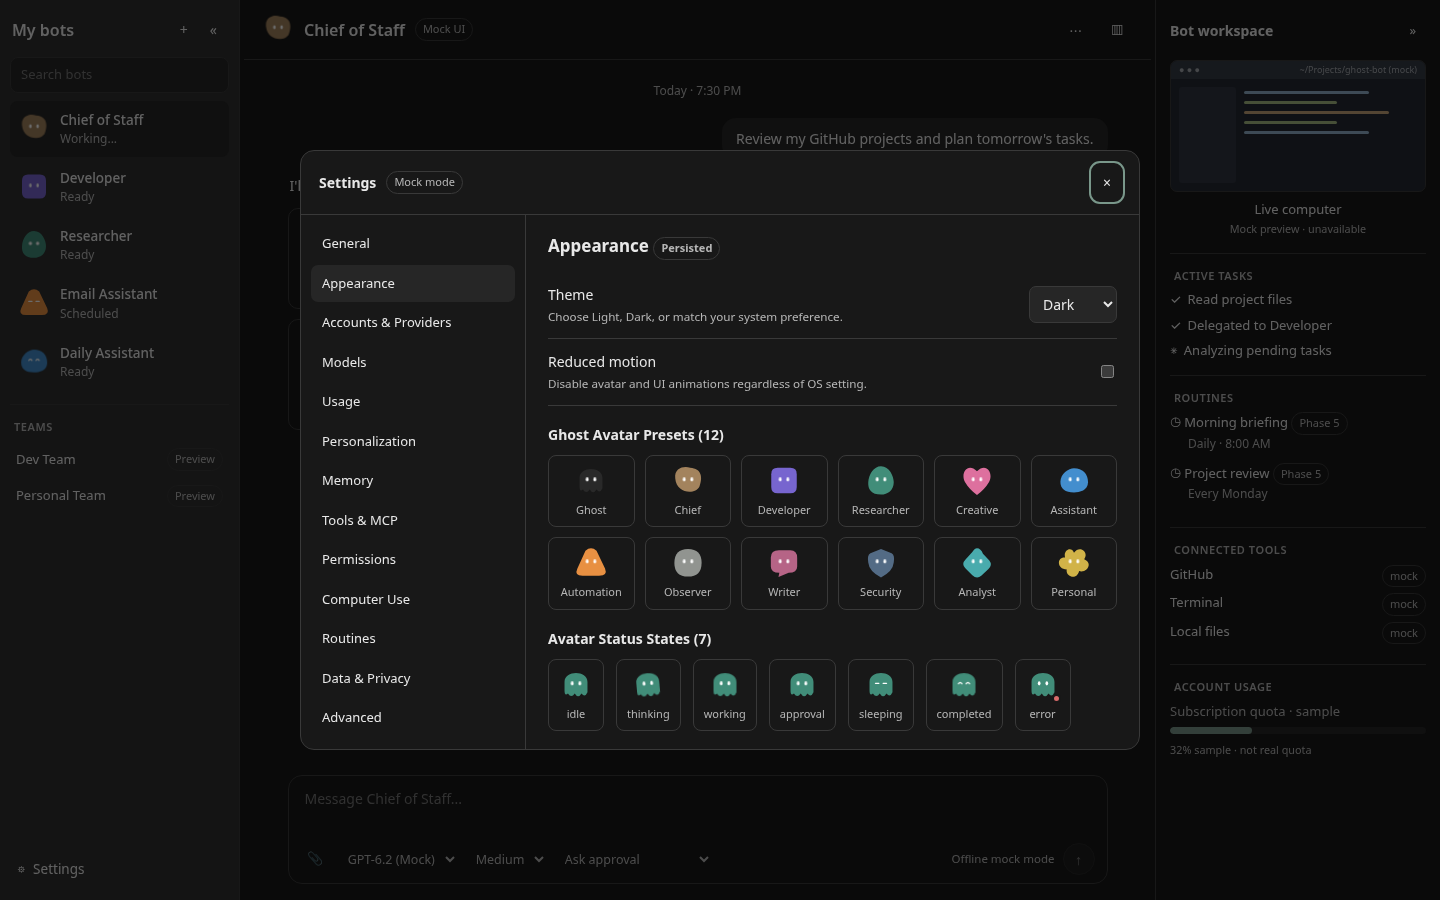 My bots
+
«
Search bots
Chief of Staff
Working...
Developer
Ready
Researcher
Ready
Email Assistant
Scheduled
Daily Assistant
Ready
TEAMS
Dev Team Preview
Personal Team Preview
Settings
Chief of Staff Mock UI
...
Today · 7:30 PM
Review my GitHub projects and plan tomorrow's tasks.
Settings Mock mode
×
General
Appearance
Accounts & Providers
Models
Usage
Personalization
Memory
Tools & MCP
Permissions
Computer Use
Routines
Data & Privacy
Advanced
Appearance Persisted
Theme
Choose Light, Dark, or match your system preference.
Dark
Reduced motion
Disable avatar and UI animations regardless of OS setting.
Ghost Avatar Presets (12)
Ghost Chief Developer Researcher Creative Assistant
Automation Observer Writer Security Analyst Personal
Avatar Status States (7)
idle thinking working approval sleeping completed error
Message Chief of Staff...
GPT-6.2 (Mock) Medium Ask approval Offline mock mode ↑
Bot workspace »
~/Projects/ghost-bot (mock)
Live computer
Mock preview · unavailable
ACTIVE TASKS
✓ Read project files
✓ Delegated to Developer
Analyzing pending tasks
ROUTINES
Morning briefing Phase 5
Daily · 8:00 AM
Project review Phase 5
Every Monday
CONNECTED TOOLS
GitHub mock
Terminal mock
Local files mock
ACCOUNT USAGE
Subscription quota · sample
32% sample · not real quota